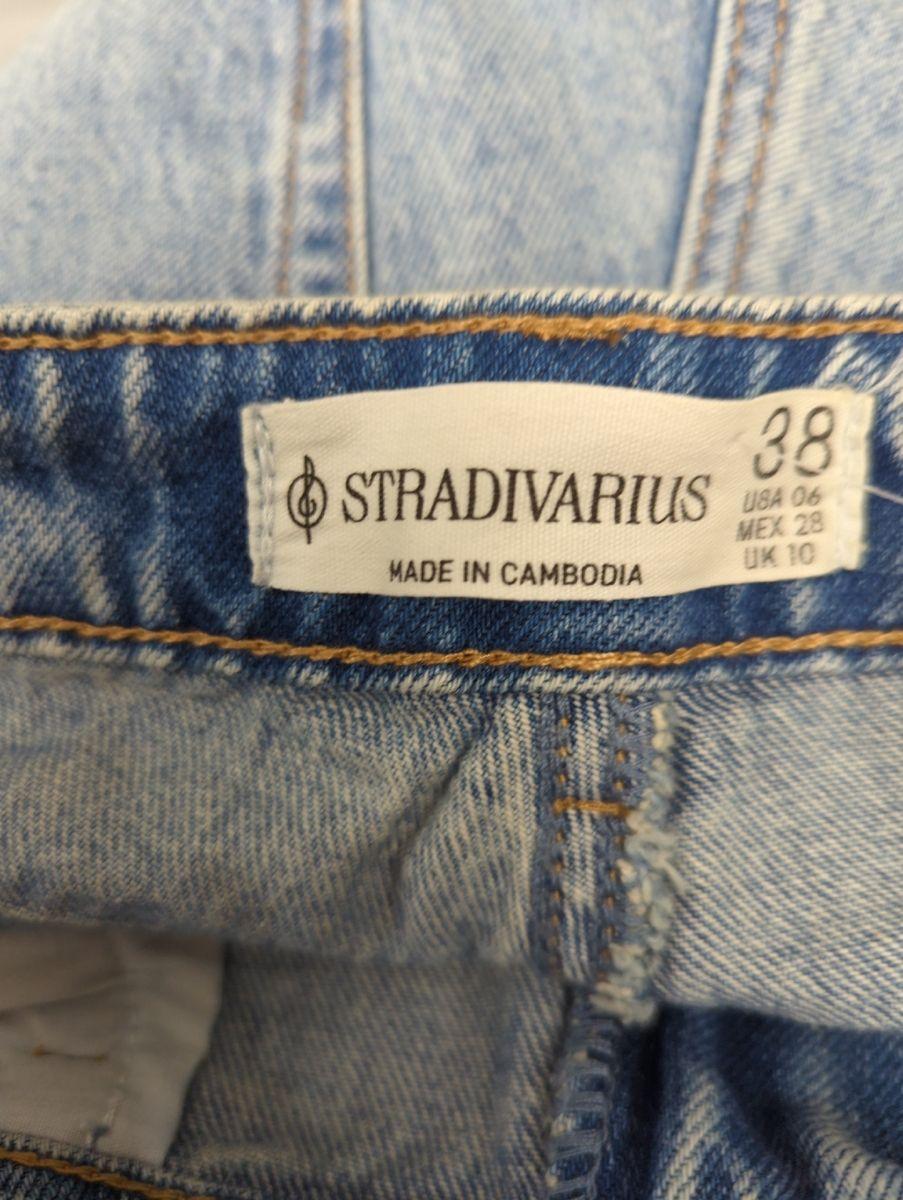 STRADIVARIUS
MADE IN CAMBODIA
38
USA 06
MEX 28
UK 10